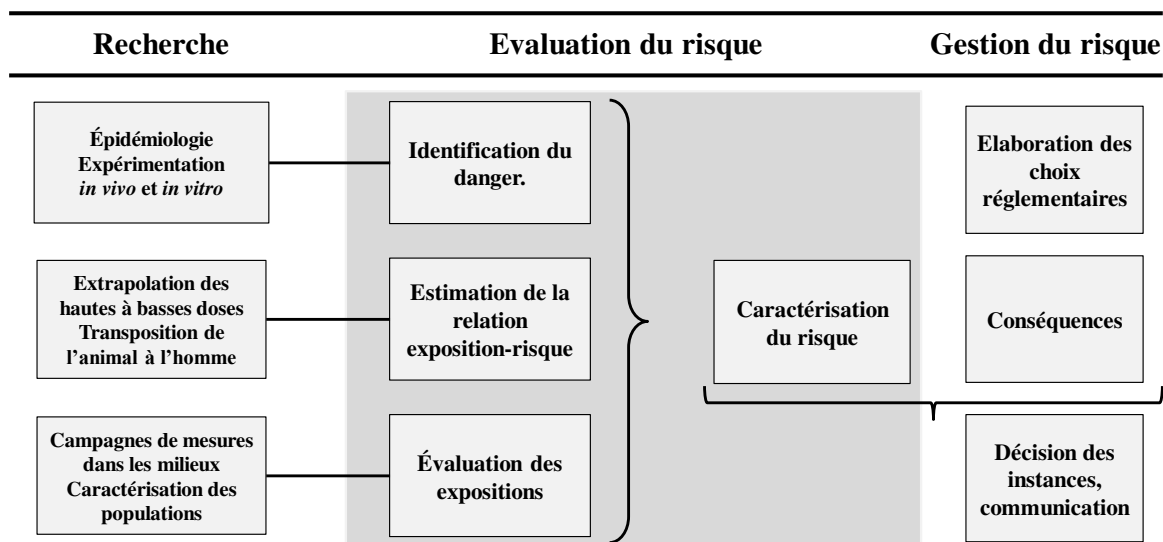 Recherche
Evaluation du risque
Gestion du risque
Épidémiologie
Expérimentation
in vivo et in vitro
Identification du
danger.
Elaboration des
choix
réglementaires
Extrapolation des
hautes à basses doses
Transposition de
l’animal à l’homme
Estimation de la
relation
exposition-risque
Caractérisation
du risque
Conséquences
Campagnes de mesures
dans les milieux
Caractérisation des
populations
Évaluation des
expositions
Décision des
instances,
communication